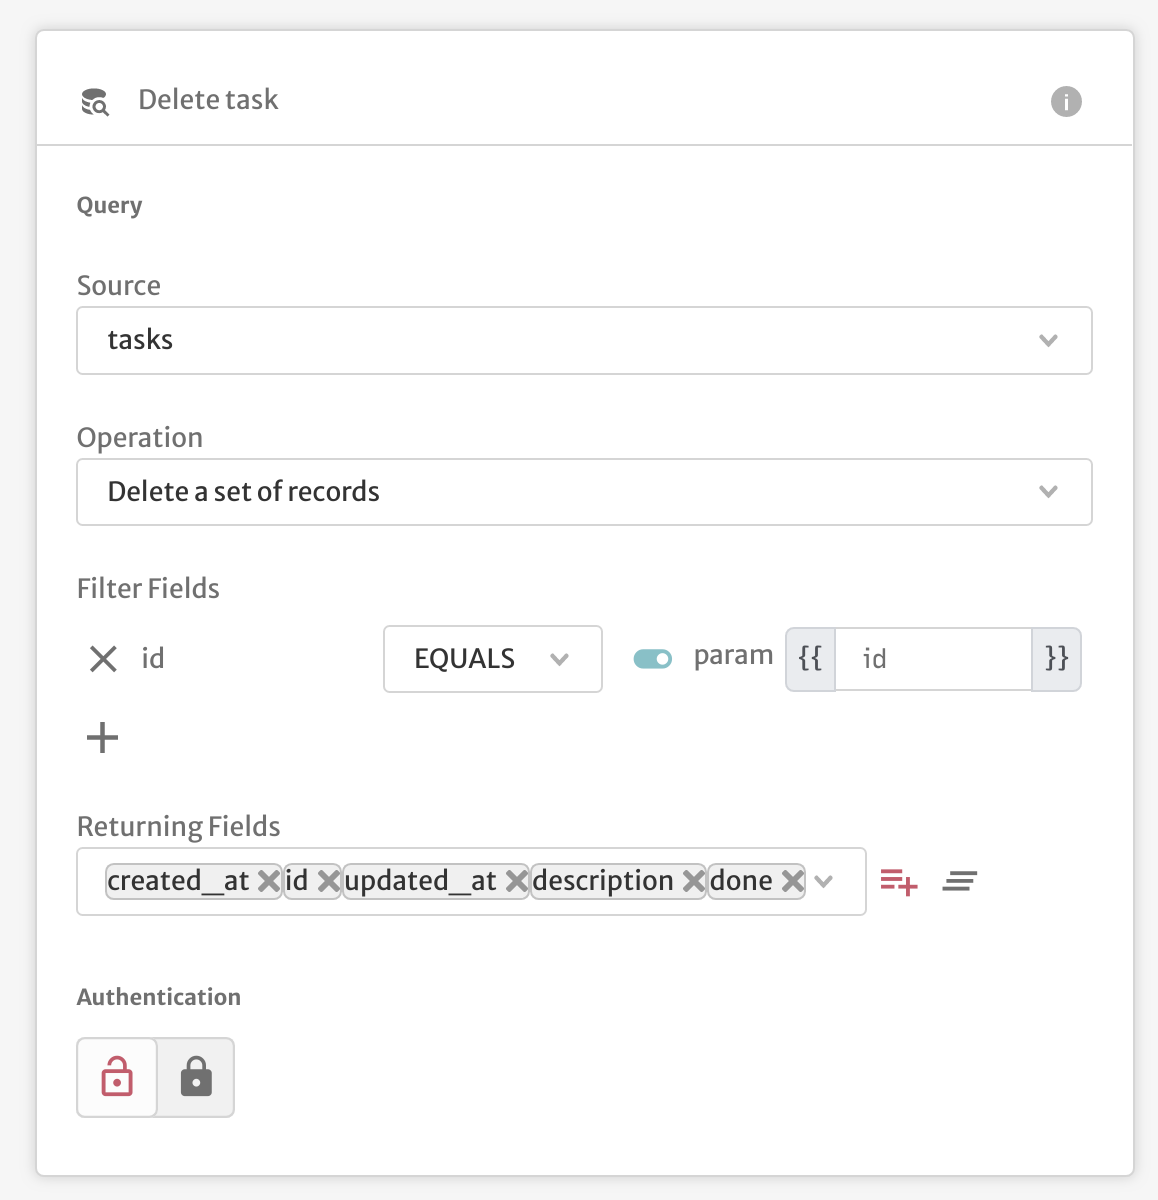 Delete task
Query
Source
tasks
Operation
Delete a set of records
Filter Fields
id EQUALS param {{ id }}
Returning Fields
created_at id updated_at description done
Authentication